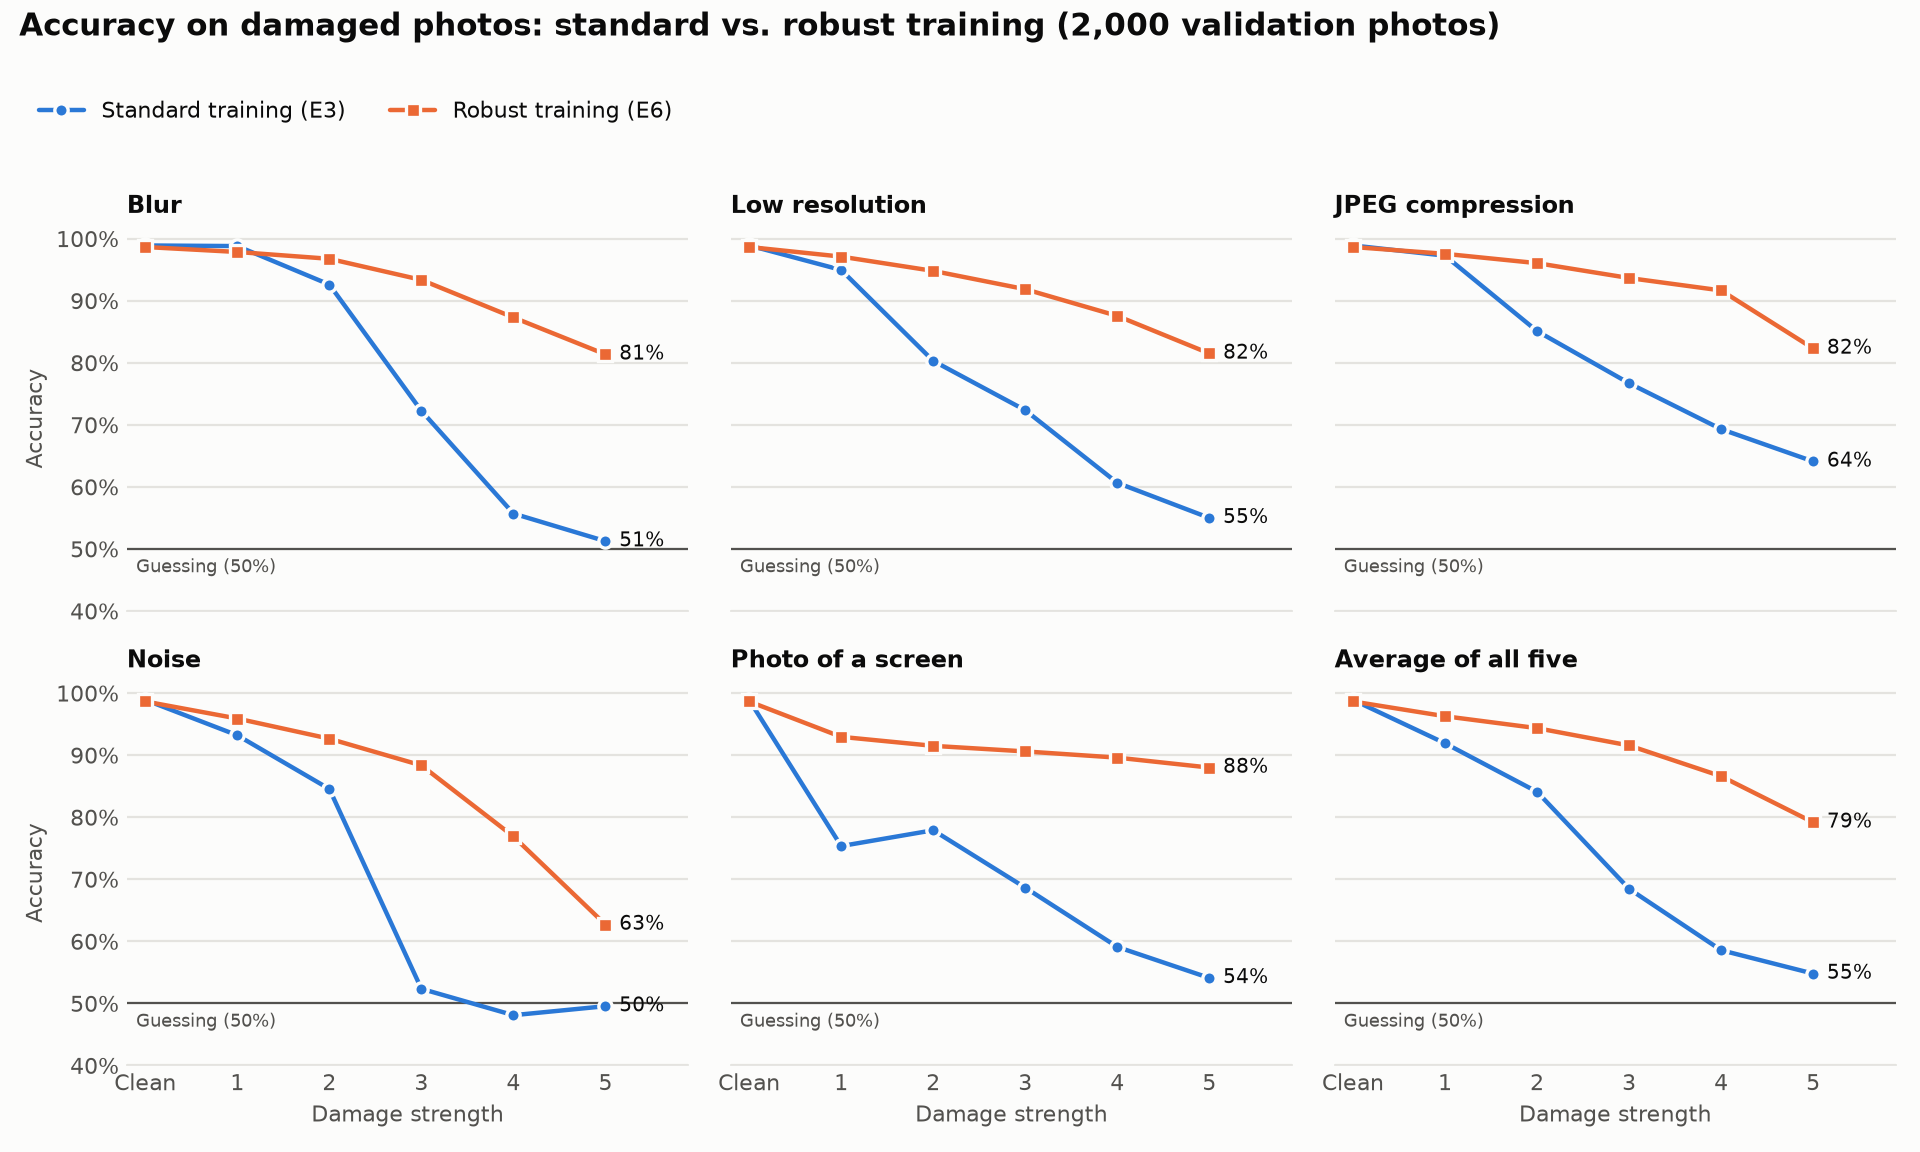 Accuracy on damaged photos: standard vs. robust training (2,000 validation photos)
Standard training (E3) Robust training (E6)
Blur Low resolution JPEG compression
100%
90%
80%
70%
60%
50%
40%
Accuracy
81%
51%
Guessing (50%)
82%
55%
Guessing (50%)
82%
64%
Guessing (50%)
Noise Photo of a screen Average of all five
100%
90%
80%
70%
60%
50%
40%
Accuracy
63%
50%
Guessing (50%)
88%
54%
Guessing (50%)
79%
55%
Guessing (50%)
Clean 1 2 3 4 5 Clean 1 2 3 4 5 Clean 1 2 3 4 5
Damage strength Damage strength Damage strength